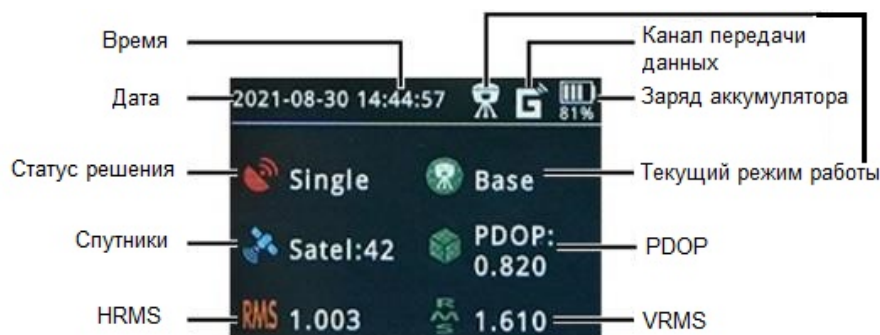 Время
Канал передачи
данных
Дата
2021-08-30 14:44:57
G
81%
Заряд аккумулятора
Статус решения
Single
Base
Текущий режим работы
Спутники
Satel:42
PDOP:
0.820
PDOP
HRMS
RMS 1.003
RMS 1.610
VRMS